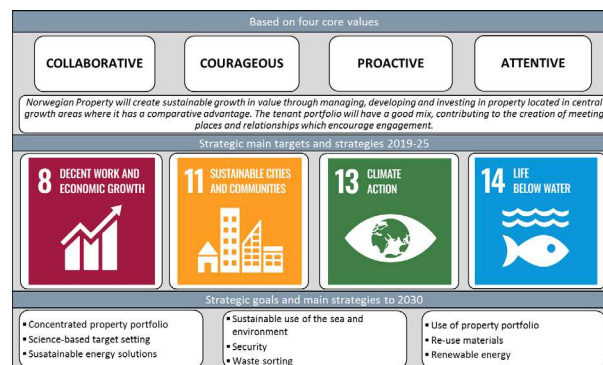 Based on four core values
COLLABORATIVE
COURAGEOUS
PROACTIVE
ATTENTIVE
Norwegian Property will create sustainable growth in value through managing, developing and investing in property located in central
growth areas where it has a comparative advantage. The tenant portfolio will have a good mix, contributing to the creation of meeting
places and relationships which encourage engagement.
Strategic main targets and strategies 2019-25
8 DECENT WORK AND
ECONOMIC GROWTH
11 SUSTAINABLE CITIES
AND COMMUNITIES
13 CLIMATE
ACTION
14 LIFE
BELOW WATER
Strategic goals and main strategies to 2030
▪ Concentrated property portfolio
▪ Science-based target setting
▪ Susatainable energy solutions
▪ Sustainable use of the sea and
environment
▪ Security
▪ Waste sorting
▪ Use of property portfolio
▪ Re-use materials
▪ Renewable energy